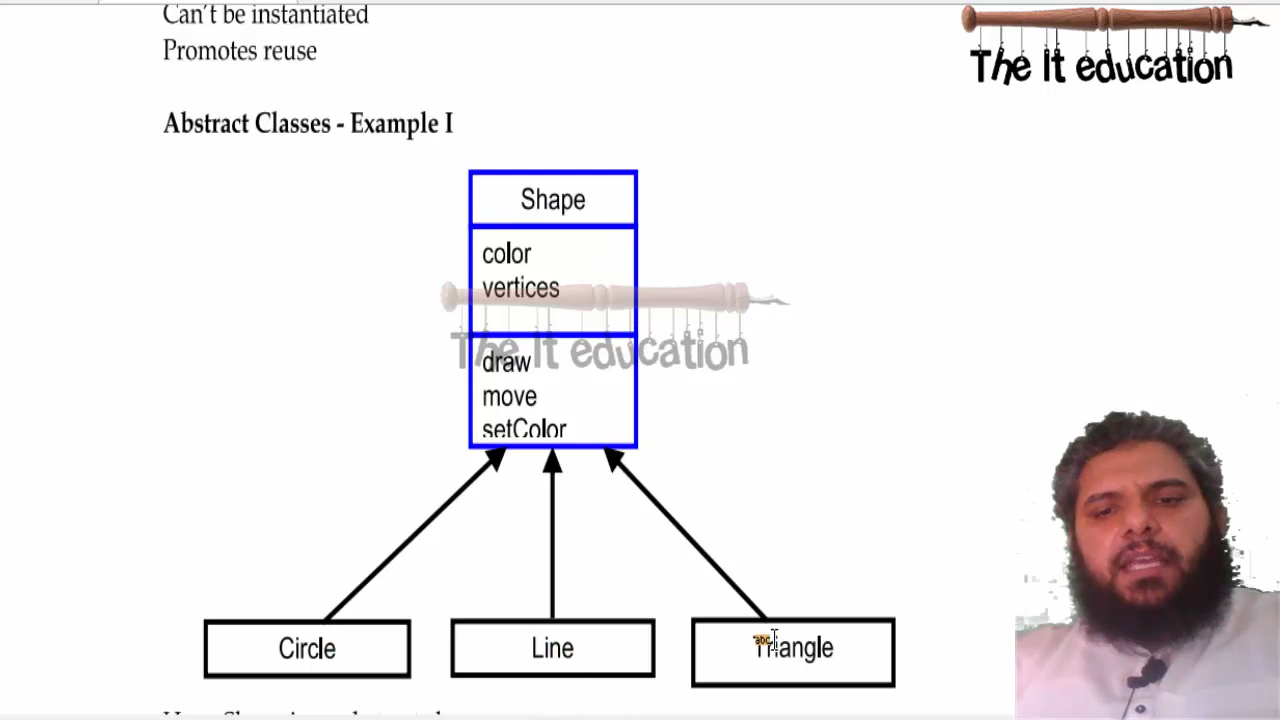 Can't be instantiated
Promotes reuse
The It education
Abstract Classes - Example I
Shape
color
vertices
The It education
draw
move
setColor
Circle
Line
abc
Triangle